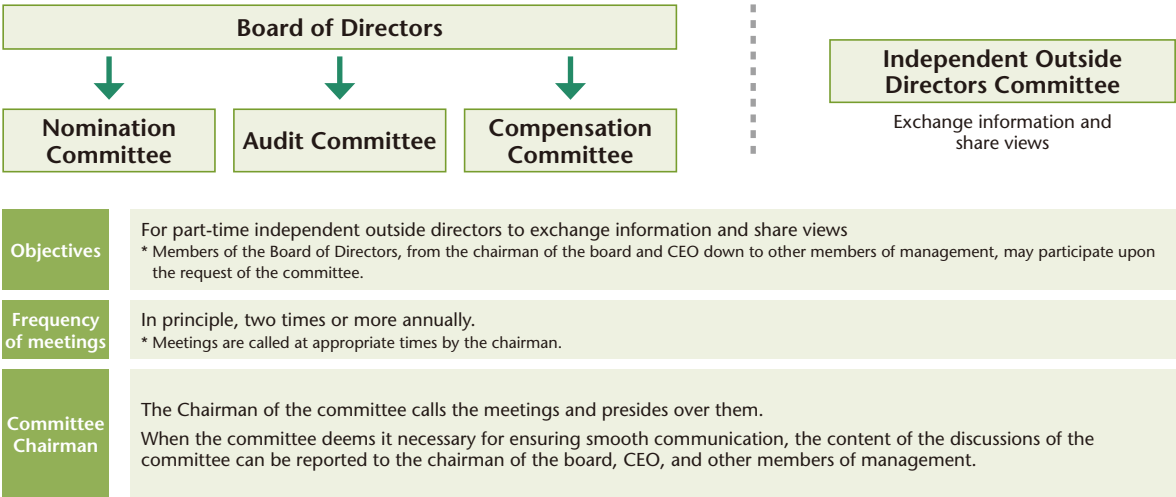 Board of Directors
Independent Outside
Directors Committee
Exchange information and
share views
Nomination
Committee
Audit Committee
Compensation
Committee
Objectives
For part-time independent outside directors to exchange information and share views
* Members of the Board of Directors, from the chairman of the board and CEO down to other members of management, may participate upon
the request of the committee.
Frequency
of meetings
In principle, two times or more annually.
* Meetings are called at appropriate times by the chairman.
Committee
Chairman
The Chairman of the committee calls the meetings and presides over them.
When the committee deems it necessary for ensuring smooth communication, the content of the discussions of the
committee can be reported to the chairman of the board, CEO, and other members of management.